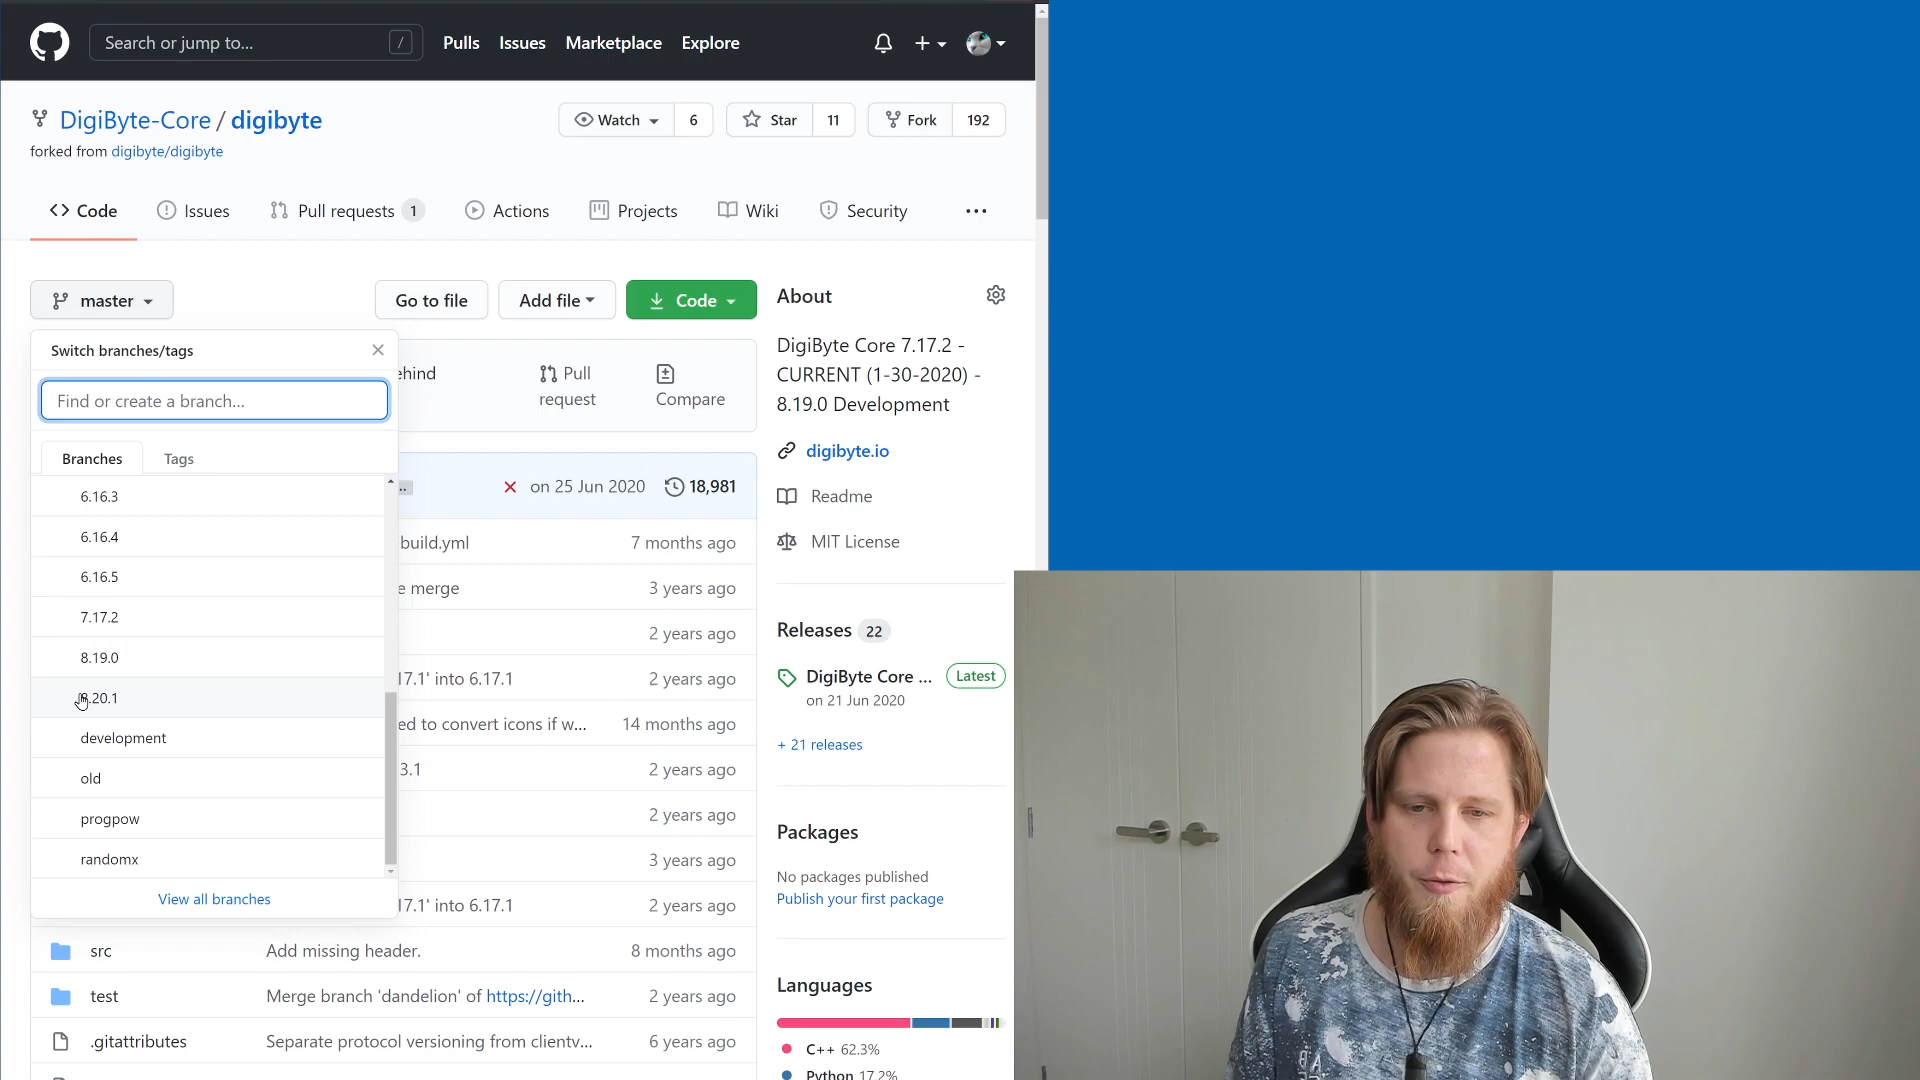 Search or jump to... /
Pulls Issues Marketplace Explore
DigiByte-Core / digibyte
Watch 6 Star 11 Fork 192
forked from digibyte/digibyte
Code Issues Pull requests 1 Actions Projects Wiki Security
master Go to file Add file Code
Switch branches/tags
Find or create a branch...
Branches Tags
6.16.3
6.16.4
6.16.5
7.17.2
8.19.0
.20.1
development
old
progpow
randomx
View all branches
ehind Pull request Compare
.. on 25 Jun 2020 18,981
build.yml 7 months ago
e merge 3 years ago
2 years ago
17.1' into 6.17.1 2 years ago
ed to convert icons if w... 14 months ago
3.1 2 years ago
2 years ago
3 years ago
17.1' into 6.17.1 2 years ago
src Add missing header. 8 months ago
test Merge branch 'dandelion' of https://gith... 2 years ago
.gitattributes Separate protocol versioning from clientv... 6 years ago
About
DigiByte Core 7.17.2 -
CURRENT (1-30-2020) -
8.19.0 Development
digibyte.io
Readme
MIT License
Releases 22
DigiByte Core ... Latest
on 21 Jun 2020
+ 21 releases
Packages
No packages published
Publish your first package
Languages
C++ 62.3%
Python 17.2%